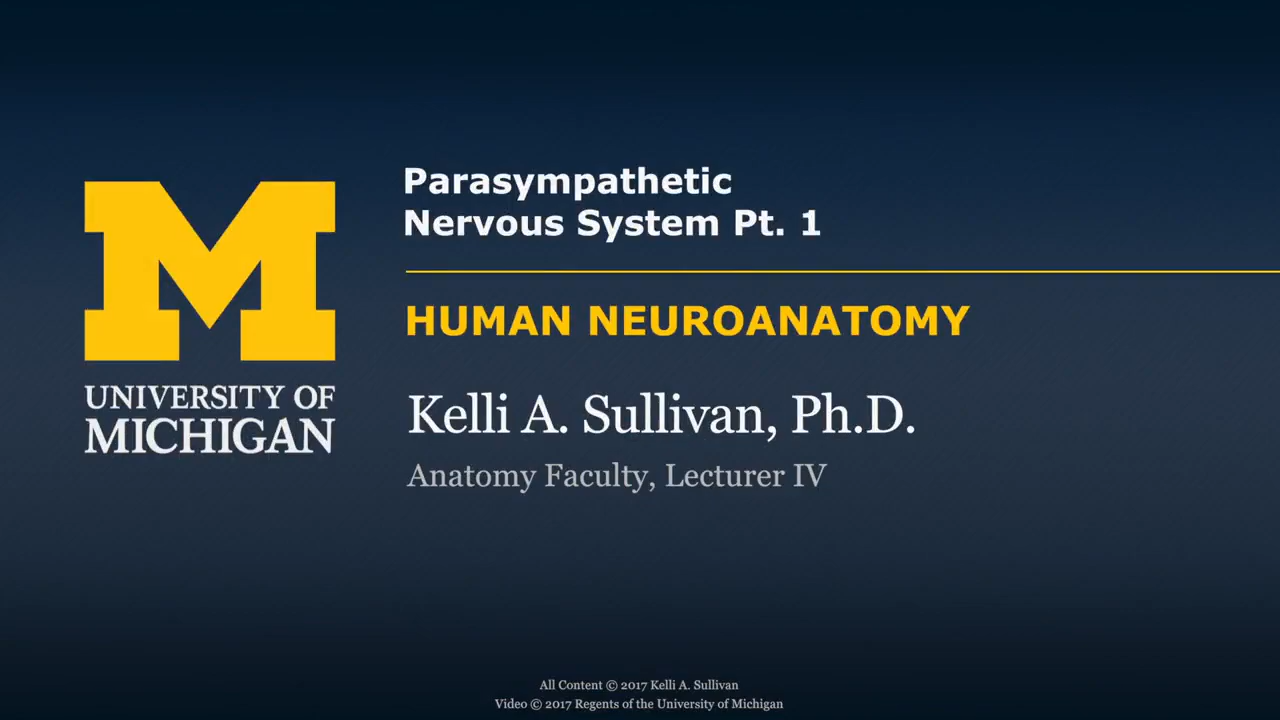 Parasympathetic
Nervous System Pt. 1
HUMAN NEUROANATOMY
M
UNIVERSITY OF
MICHIGAN
Kelli A. Sullivan, Ph.D.
Anatomy Faculty, Lecturer IV
All Content © 2017 Kelli A. Sullivan
Video © 2017 Regents of the University of Michigan